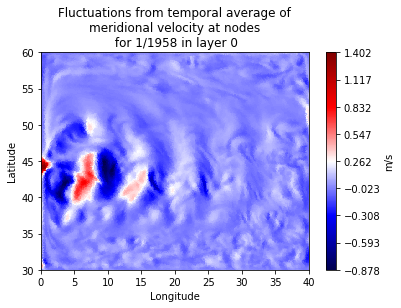 Fluctuations from temporal average of
meridional velocity at nodes
for 1/1958 in layer 0
60
55
50
45
40
35
30
Latitude
0 5 10 15 20 25 30 35 40
Longitude
1.402
1.117
0.832
0.547
0.262
−0.023
−0.308
−0.593
−0.878
m/s